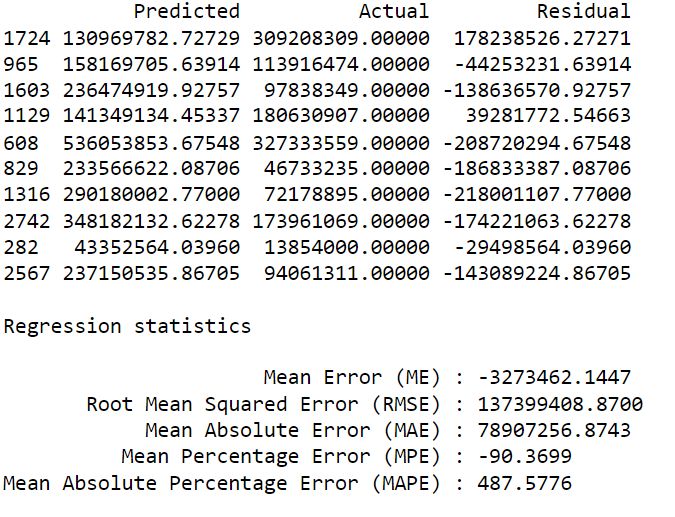 Predicted Actual Residual
1724 130969782.72729 309208309.00000 178238526.27271
965 158169705.63914 113916474.00000 -44253231.63914
1603 236474919.92757 97838349.00000 -138636570.92757
1129 141349134.45337 180630907.00000 39281772.54663
608 536053853.67548 327333559.00000 -208720294.67548
829 233566622.08706 46733235.00000 -186833387.08706
1316 290180002.77000 72178895.00000 -218001107.77000
2742 348182132.62278 173961069.00000 -174221063.62278
282 43352564.03960 13854000.00000 -29498564.03960
2567 237150535.86705 94061311.00000 -143089224.86705
Regression statistics
Mean Error (ME) : -3273462.1447
Root Mean Squared Error (RMSE) : 137399408.8700
Mean Absolute Error (MAE) : 78907256.8743
Mean Percentage Error (MPE) : -90.3699
Mean Absolute Percentage Error (MAPE) : 487.5776